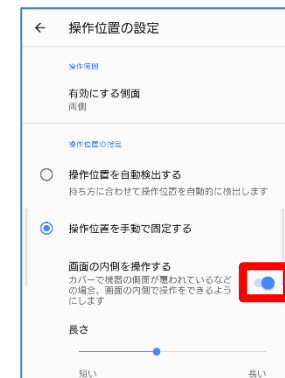 ← 操作位置の設定
操作範囲
有効にする側面
両側
操作位置の指定
操作位置を自動検出する
持ち方に合わせて操作位置を自動的に検出します
操作位置を手動で固定する
画面の内側を操作する
カバーで機器の側面が覆われているなど
の場合、画面の内側で操作をできるよう
にします
長さ
短い 長い